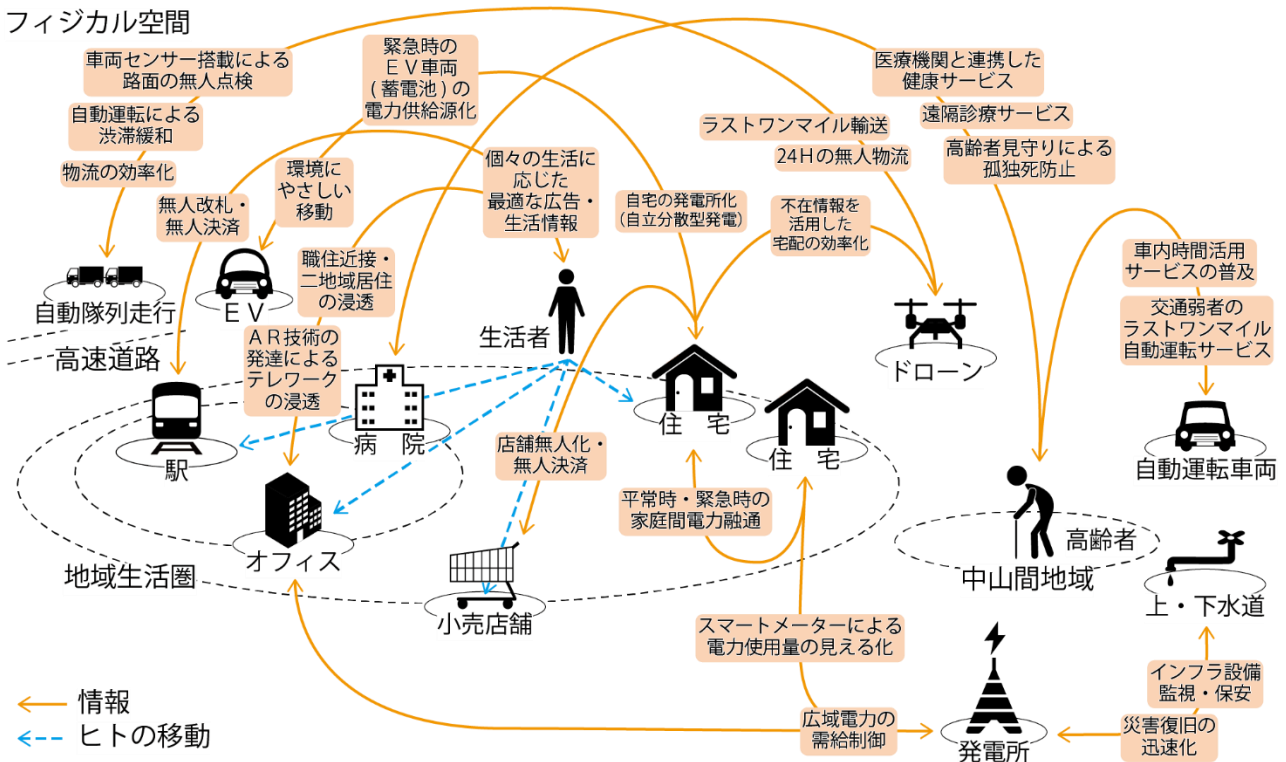 フィジカル空間
車両センサー搭載による
路面の無人点検
自動運転による
渋滞緩和
物流の効率化
無人改札・
無人決済
緊急時の
ＥＶ車両
(蓄電池)の
電力供給源化
環境に
やさしい
移動
個々の生活に
応じた
最適な広告・
生活情報
職住近接・
二地域居住
の浸透
ＡＲ技術の
発達による
テレワーク
の浸透
自宅の発電所化
(自立分散型発電)
ラストワンマイル輸送
24Hの無人物流
不在情報を
活用した
宅配の効率化
医療機関と連携した
健康サービス
遠隔診療サービス
高齢者見守りによる
孤独死防止
車内時間活用
サービスの普及
交通弱者の
ラストワンマイル
自動運転サービス
自動隊列走行
ＥＶ
高速道路
生活者
ドローン
駅
病院
住宅
住宅
自動運転車両
店舗無人化・
無人決済
平常時・緊急時の
家庭間電力融通
オフィス
地域生活圏
小売店舗
高齢者
中山間地域
上・下水道
スマートメーターによる
電力使用量の見える化
インフラ設備
監視・保安
広域電力の
需給制御
発電所
災害復旧の
迅速化
情報
ヒトの移動